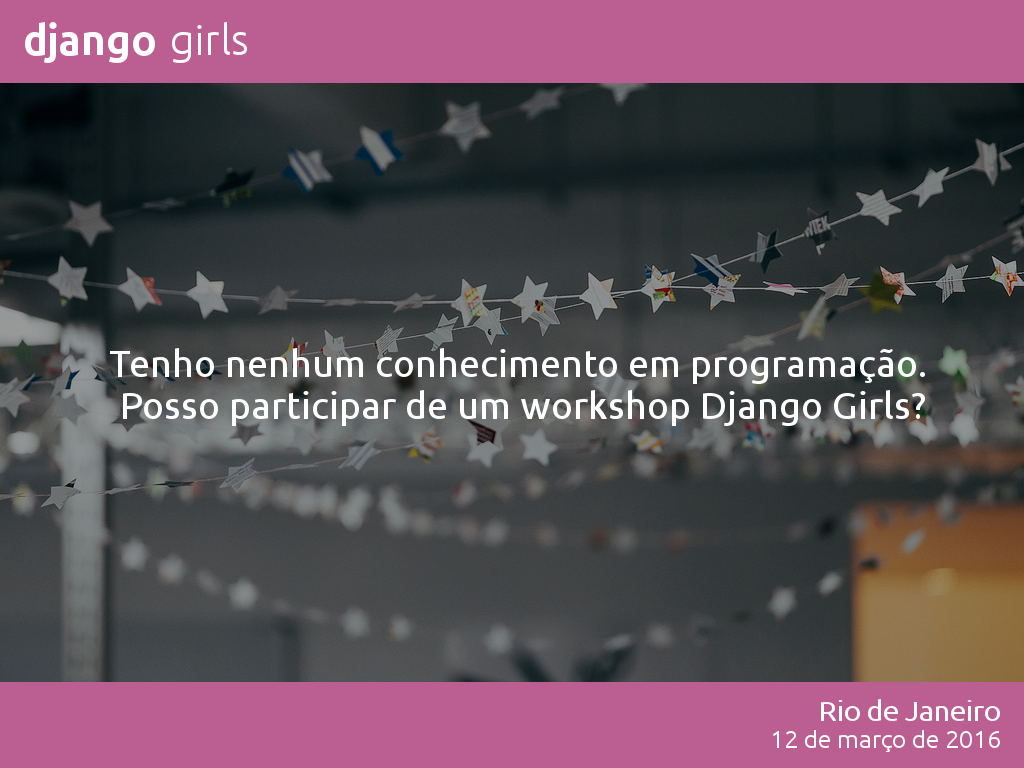 django girls
Tenho nenhum conhecimento em programação.
Posso participar de um workshop Django Girls?
Rio de Janeiro
12 de março de 2016